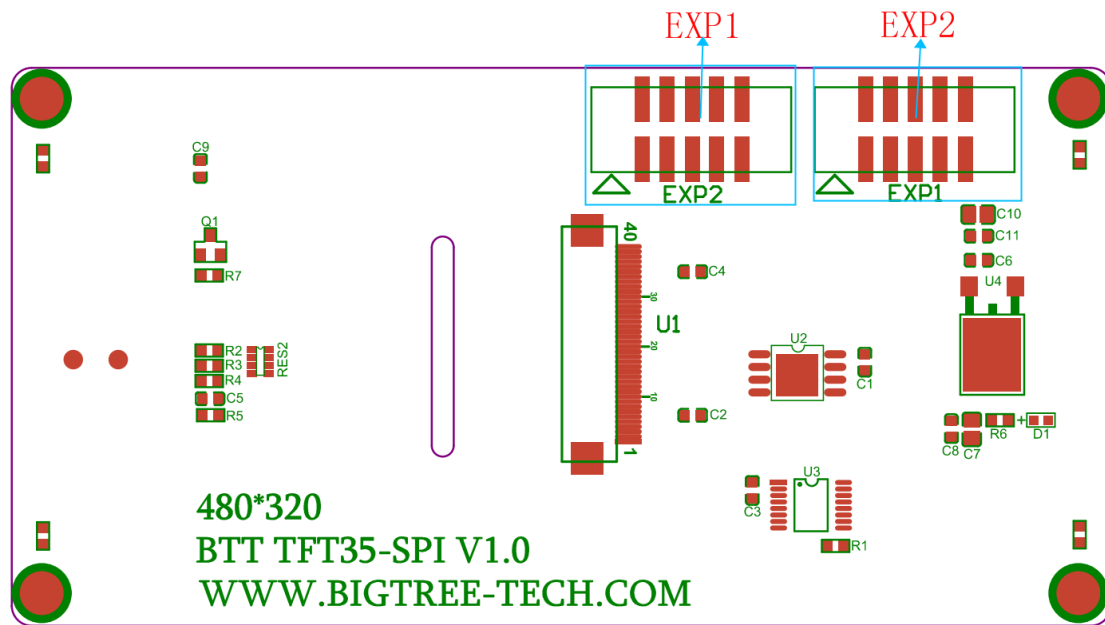 EXP1 EXP2
EXP2
EXP1
C9
Q1
R7
40
30
20
10
1
U1
C4
C2
C10
C11
C6
U4
R2
R3
R4
C5
R5
RES2
U2
C1
C8
C7
R6
+
D1
U3
C3
R1
480*320
BTT TFT35-SPI V1.0
WWW.BIGTREE-TECH.COM